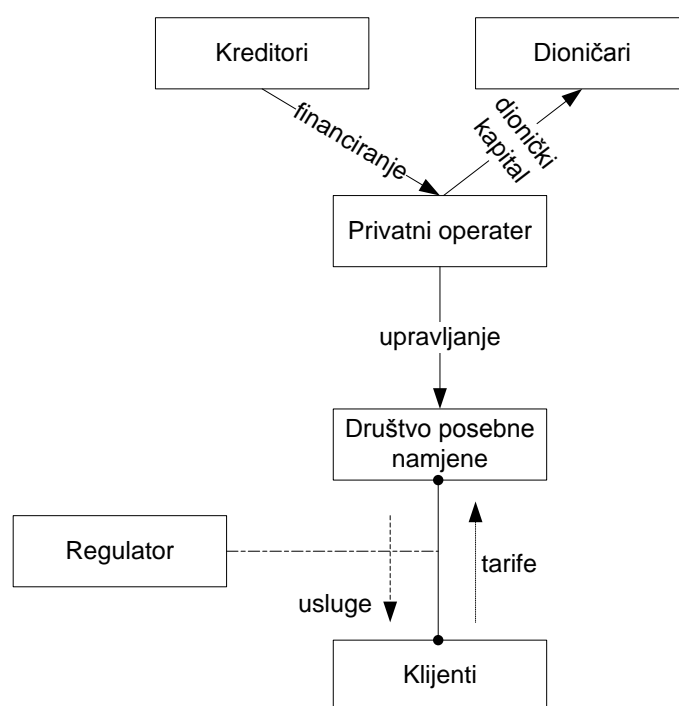 Kreditori
Dioničari
financiranje
dionički
kapital
Privatni operater
upravljanje
Društvo posebne
namjene
Regulator
tarife
usluge
Klijenti